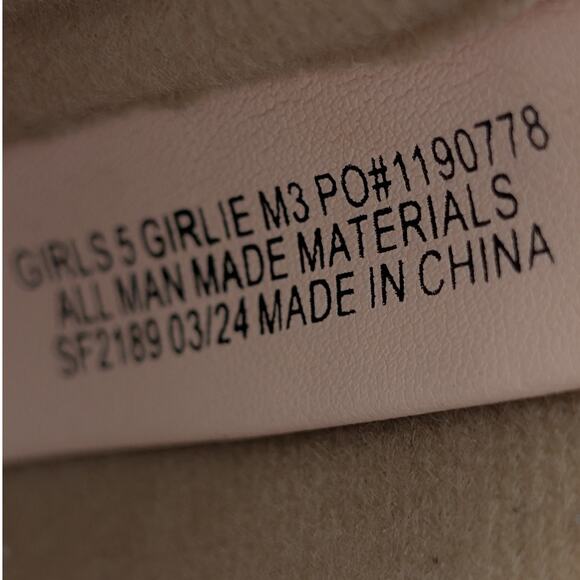 GIRLS 5 GIRLIE M3 PO#1190778
ALL MAN MADE MATERIALS
SF2189 03/24 MADE IN CHINA